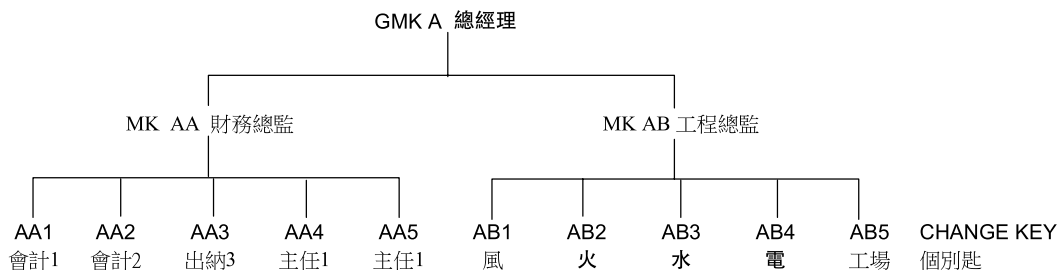 GMK A 總經理
MK AA 財務總監 MK AB 工程總監
AA1 AA2 AA3 AA4 AA5 AB1 AB2 AB3 AB4 AB5 CHANGE KEY
會計1 會計2 出納3 主任1 主任1 風 火 水 電 工場 個別匙